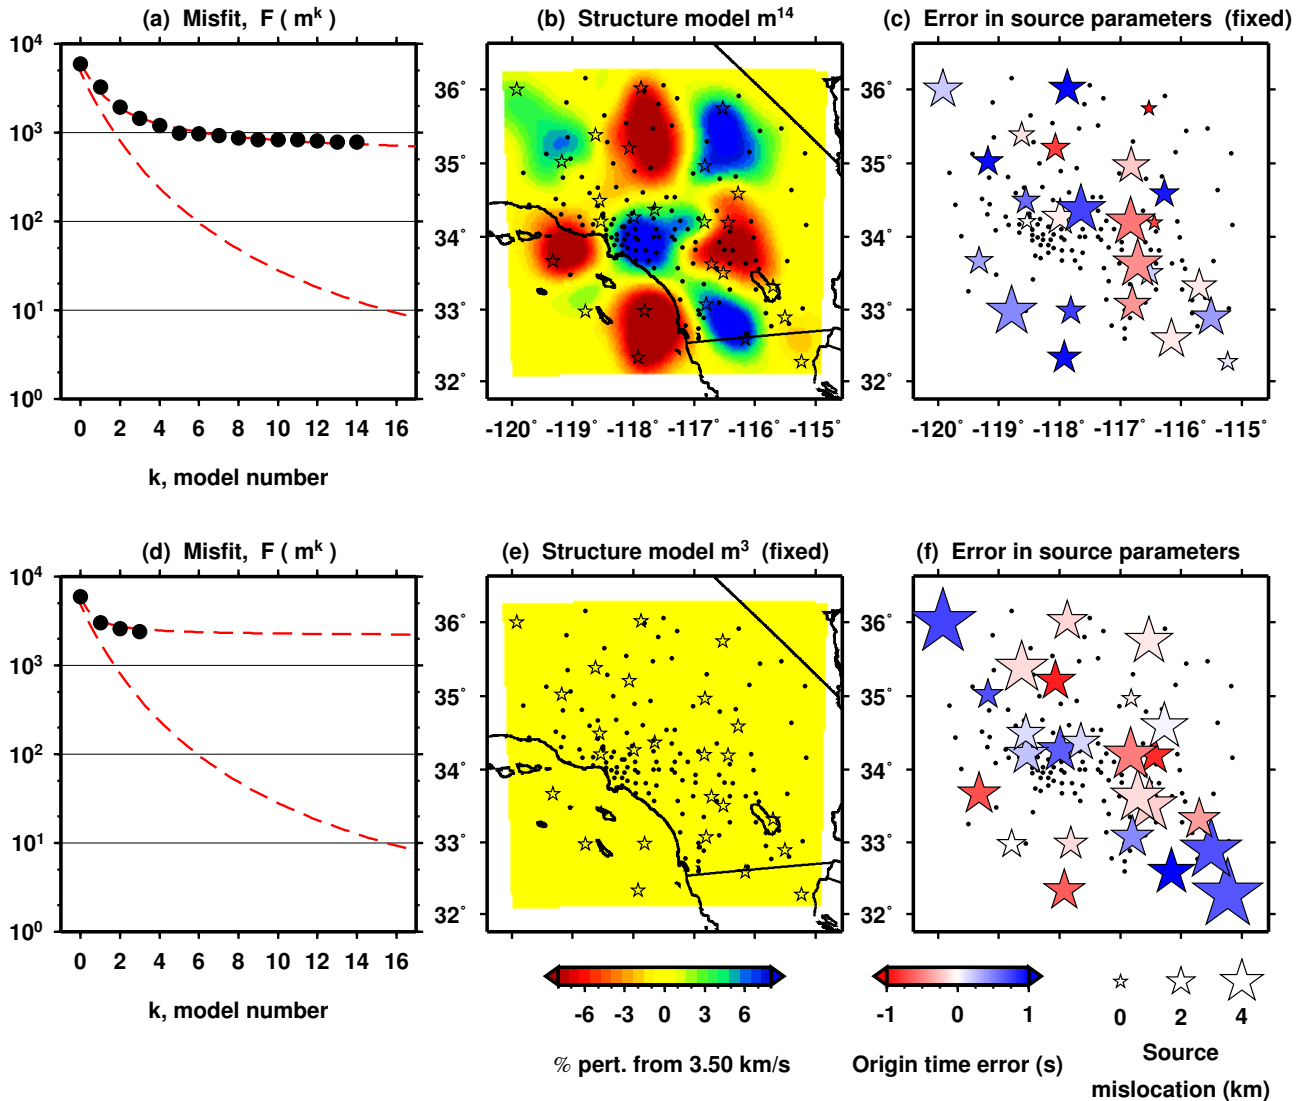 (a) Misfit, F ( m^k )
10^4
10^3
10^2
10^1
10^0
0 2 4 6 8 10 12 14 16
k, model number
(b) Structure model m^14
36˚
35˚
34˚
33˚
32˚
-120˚ -119˚ -118˚ -117˚ -116˚ -115˚
(c) Error in source parameters (fixed)
36˚
35˚
34˚
33˚
32˚
-120˚ -119˚ -118˚ -117˚ -116˚ -115˚
(d) Misfit, F ( m^k )
10^4
10^3
10^2
10^1
10^0
0 2 4 6 8 10 12 14 16
k, model number
(e) Structure model m^3 (fixed)
36˚
35˚
34˚
33˚
32˚
-6 -3 0 3 6
% pert. from 3.50 km/s
(f) Error in source parameters
36˚
35˚
34˚
33˚
32˚
-1 0 1
Origin time error (s)
0 2 4
Source
mislocation (km)